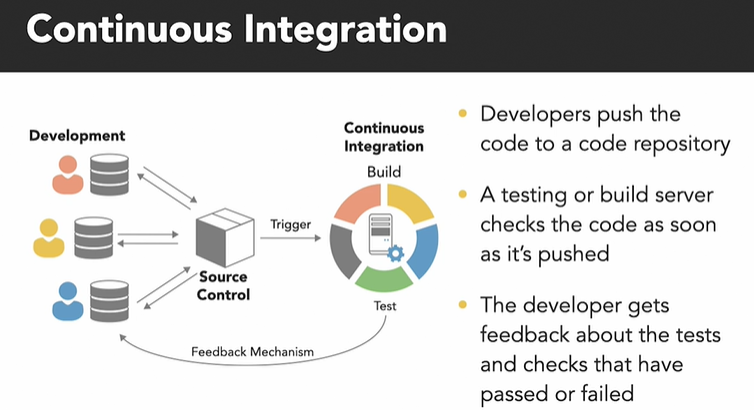 Continuous Integration
Development
Source
Control
Trigger
Continuous
Integration
Build
Test
Feedback Mechanism
• Developers push the
code to a code repository
• A testing or build server
checks the code as soon
as it’s pushed
• The developer gets
feedback about the tests
and checks that have
passed or failed